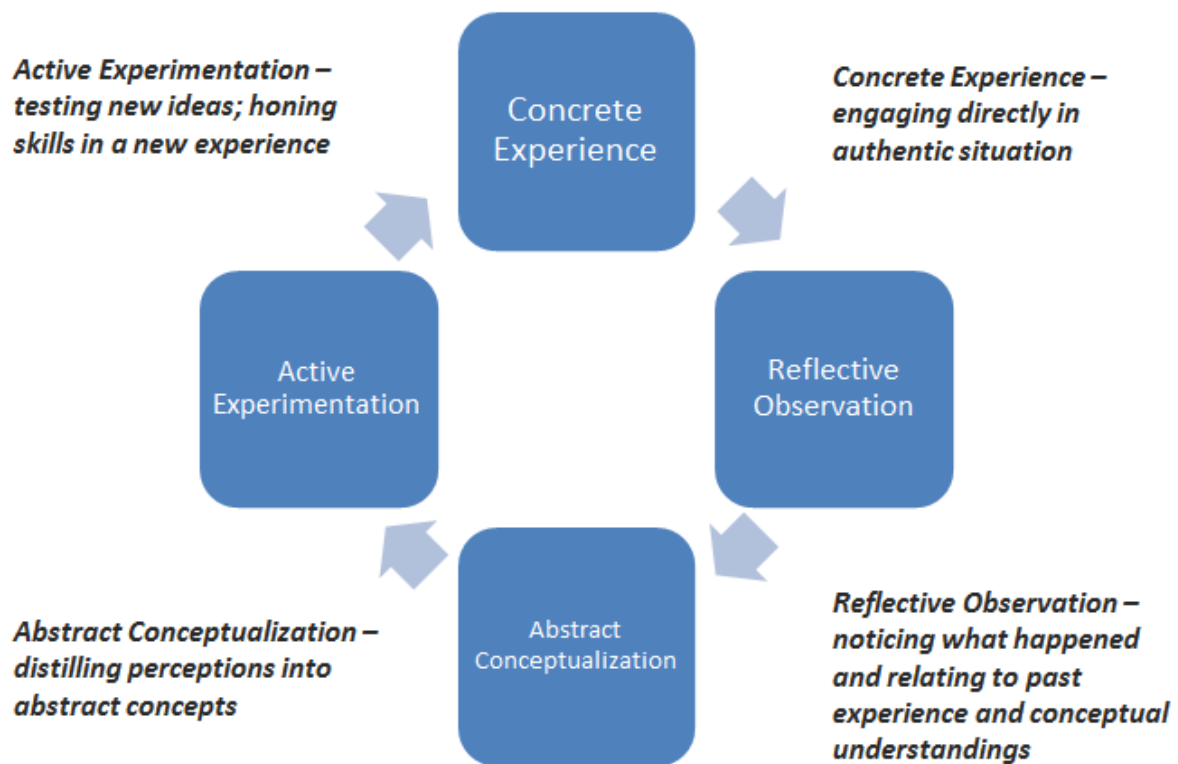 Active Experimentation –
testing new ideas; honing
skills in a new experience
Concrete
Experience
Concrete Experience –
engaging directly in
authentic situation
Active
Experimentation
Reflective
Observation
Abstract Conceptualization –
distilling perceptions into
abstract concepts
Abstract
Conceptualization
Reflective Observation –
noticing what happened
and relating to past
experience and conceptual
understandings